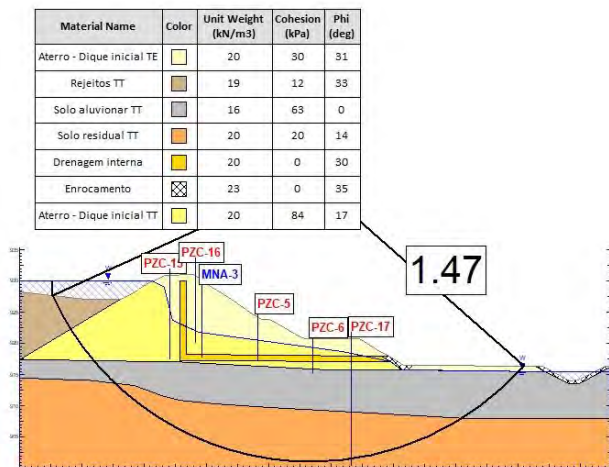 Material Name Color Unit Weight (kN/m3) Cohesion (kPa) Phi (deg)
Aterro - Dique inicial TE 20 30 31
Rejeitos TT 19 12 33
Solo aluvionar TT 16 63 0
Solo residual TT 20 20 14
Drenagem interna 20 0 30
Enrocamento 23 0 35
Aterro - Dique inicial TT 20 84 17
1.47
PZC-16
PZC-15
MNA-3
PZC-5
PZC-6
PZC-17
W